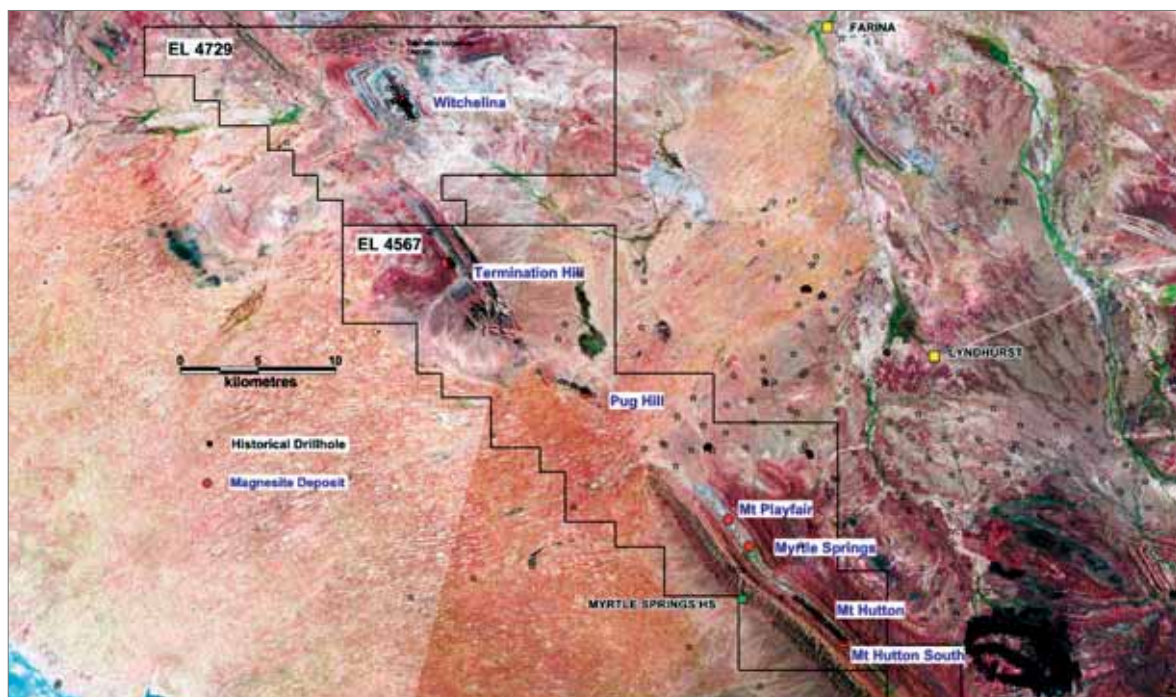 FARINA
EL 4729
Witchelina
EL 4567
Termination Hill
0 5 10
kilometres
LYNDHURST
Pug Hill
Historical Drillhole
Magnesite Deposit
Mt Playfair
Myrtle Springs
MYRTLE SPRINGS HS
Mt Hutton
Mt Hutton South